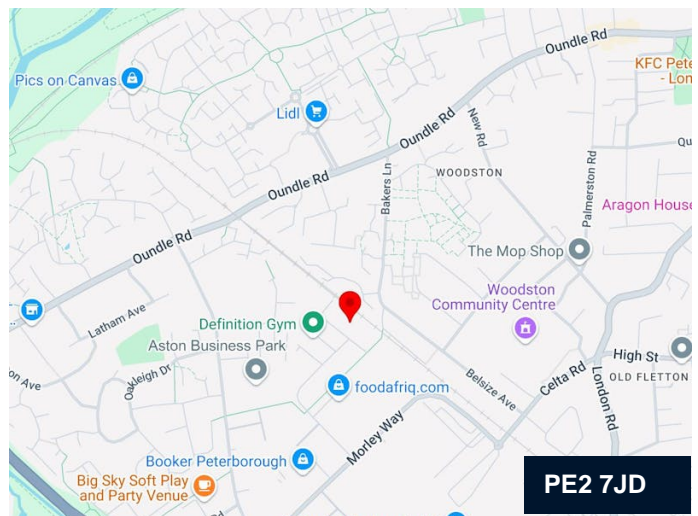 Oundle Rd
KFC Pete
- Lon
Pics on Canvas
Lidl
Oundle Rd
New Rd
Qu
Bakers Ln
WOODSTON
Palmerston Rd
Oundle Rd
Aragon House
Oundle Rd
The Mop Shop
Woodston
Community Centre
Latham Ave
Definition Gym
Aston Business Park
High St
OLD FLETTON
on Ave
Oakleigh Dr
foodafriq.com
Belsize Ave
Celta Rd
London Rd
Morley Way
Booker Peterborough
Big Sky Soft Play
and Party Venue
Rd
PE2 7JD